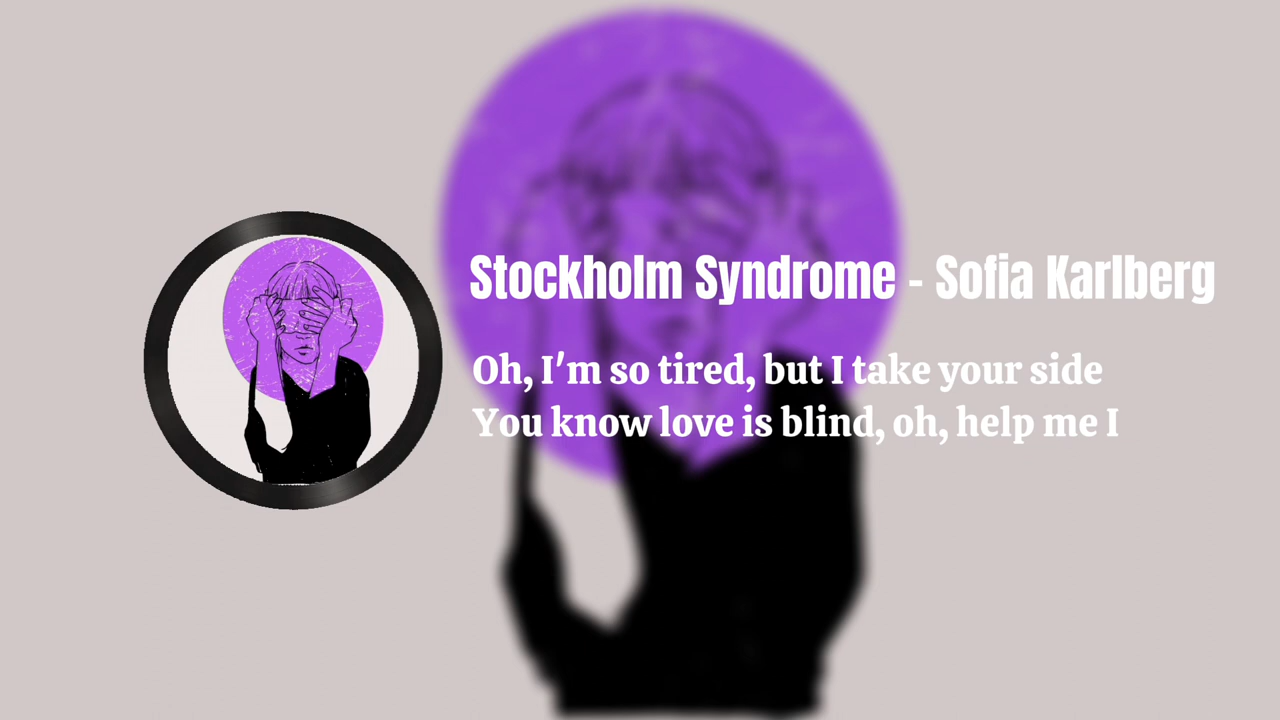 Stockholm Syndrome - Sofia Karlberg
Oh, I'm so tired, but I take your side
You know love is blind, oh, help me I